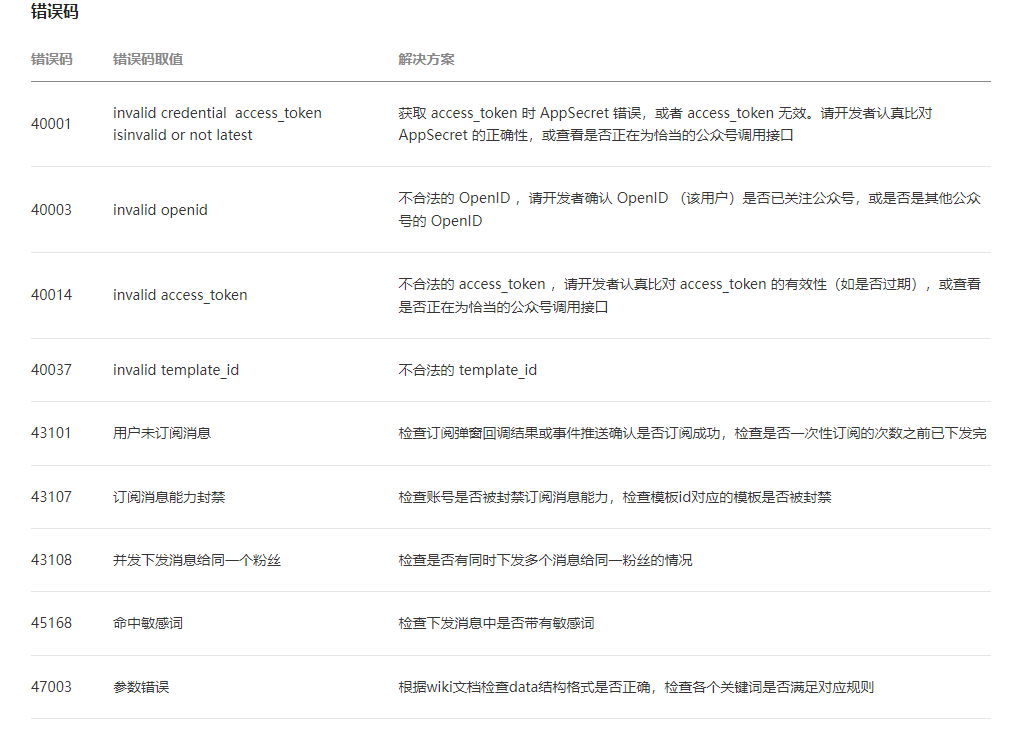 错误码
错误码 错误码取值 解决方案
40001 invalid credential  access_token isinvalid or not latest 获取 access_token 时 AppSecret 错误，或者 access_token 无效。请开发者认真比对 AppSecret 的正确性，或查看是否正在为恰当的公众号调用接口
40003 invalid openid 不合法的 OpenID ，请开发者确认 OpenID （该用户）是否已关注公众号，或是否是其他公众号的 OpenID
40014 invalid access_token 不合法的 access_token ，请开发者认真比对 access_token 的有效性（如是否过期），或查看是否正在为恰当的公众号调用接口
40037 invalid template_id 不合法的 template_id
43101 用户未订阅消息 检查订阅弹窗回调结果或事件推送确认是否订阅成功，检查是否一次性订阅的次数之前已下发完
43107 订阅消息能力封禁 检查账号是否被封禁订阅消息能力，检查模板id对应的模板是否被封禁
43108 并发下发消息给同一个粉丝 检查是否有同时下发多个消息给同一粉丝的情况
45168 命中敏感词 检查下发消息中是否带有敏感词
47003 参数错误 根据wiki文档检查data结构格式是否正确，检查各个关键词是否满足对应规则